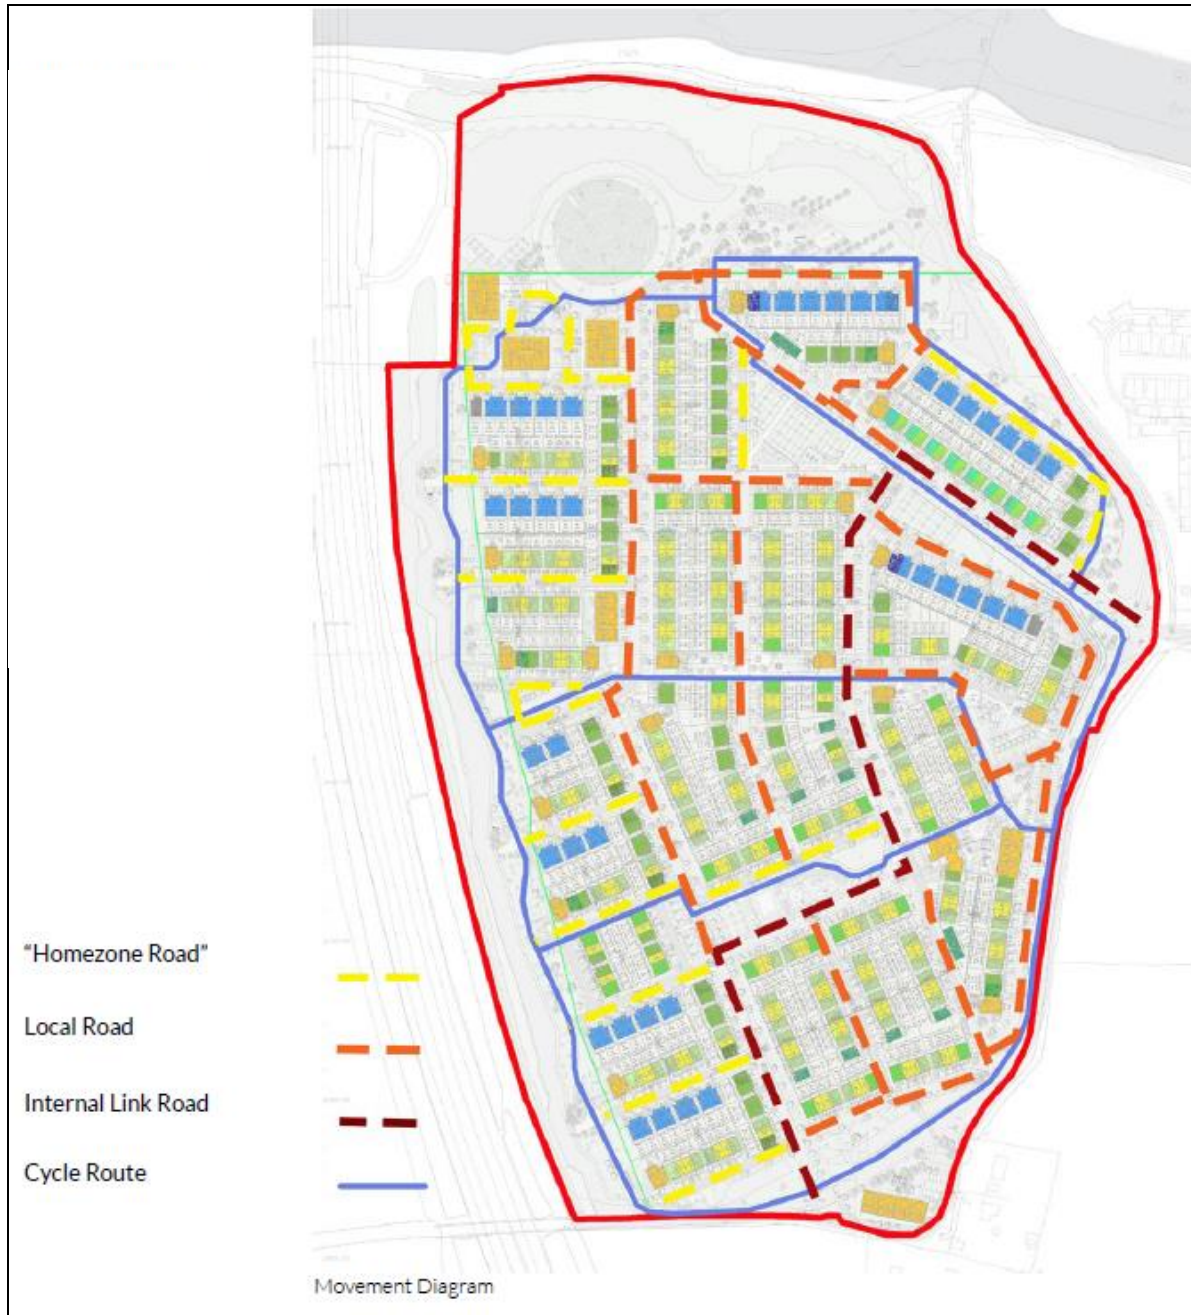 "Homezone Road"
Local Road
Internal Link Road
Cycle Route
Movement Diagram